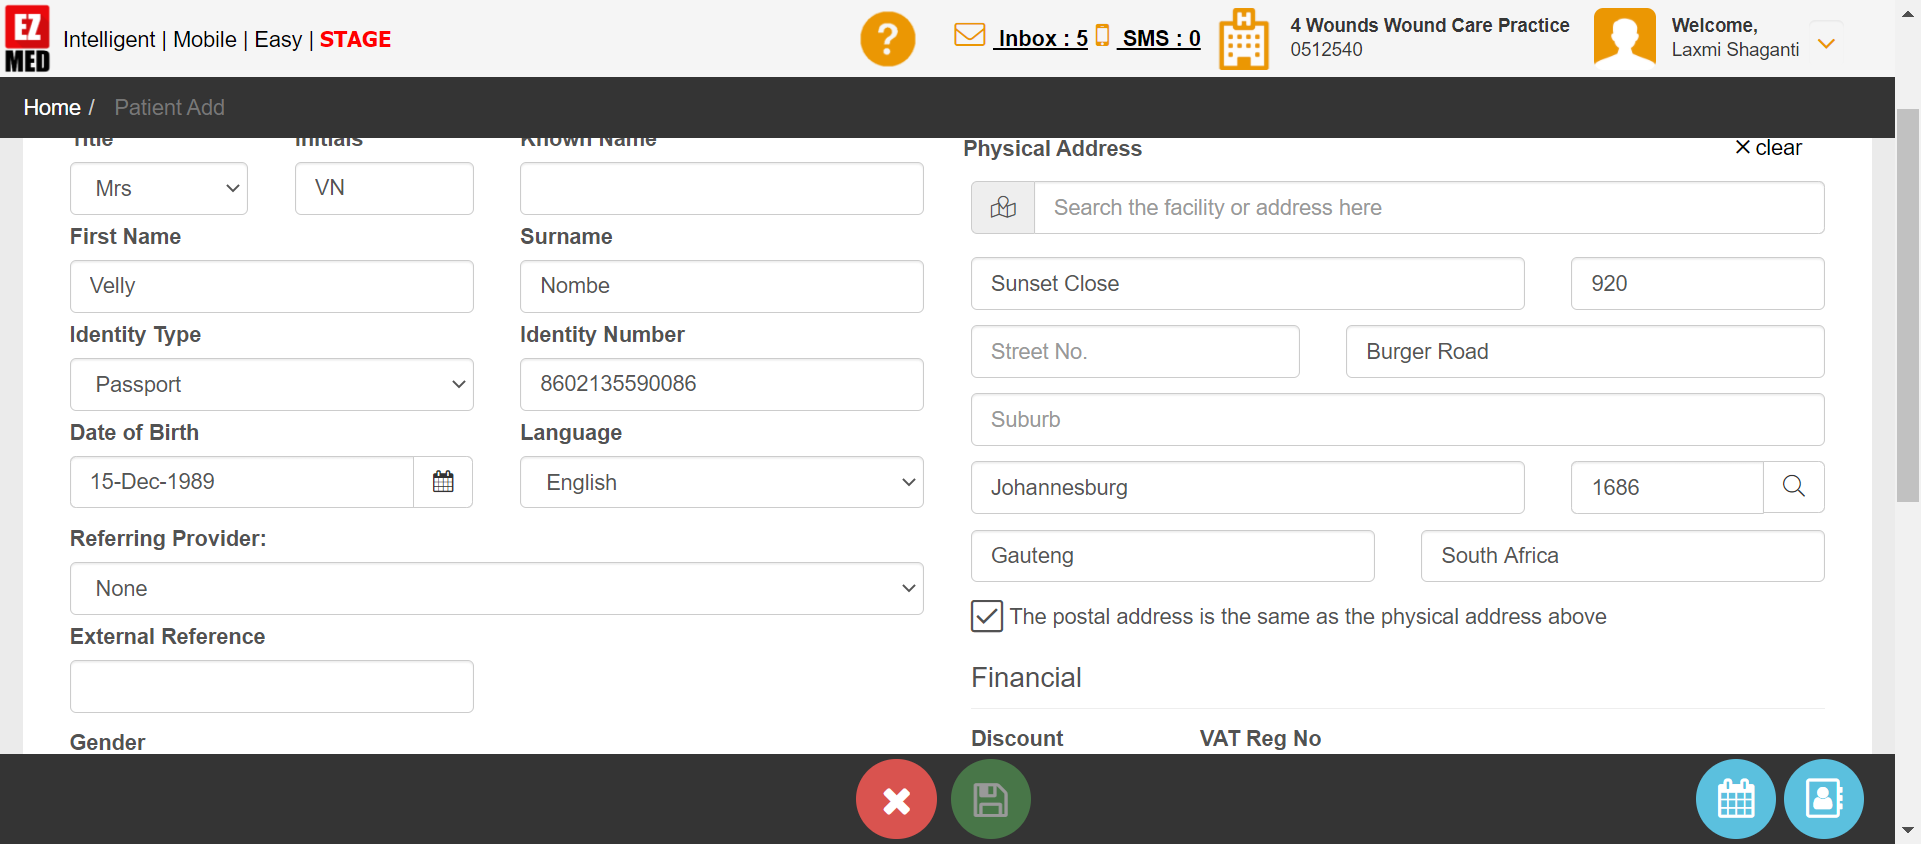 EZ
MED
Intelligent | Mobile | Easy | STAGE
?
Inbox : 5
SMS : 0
4 Wounds Wound Care Practice
0512540
Welcome,
Laxmi Shaganti
Home / Patient Add
Title
Initials
Known Name
Mrs
VN
First Name
Surname
Velly
Nombe
Identity Type
Identity Number
Passport
8602135590086
Date of Birth
Language
15-Dec-1989
English
Referring Provider:
None
External Reference
Gender
Physical Address
clear
Search the facility or address here
Sunset Close
920
Street No.
Burger Road
Suburb
Johannesburg
1686
Gauteng
South Africa
The postal address is the same as the physical address above
Financial
Discount
VAT Reg No